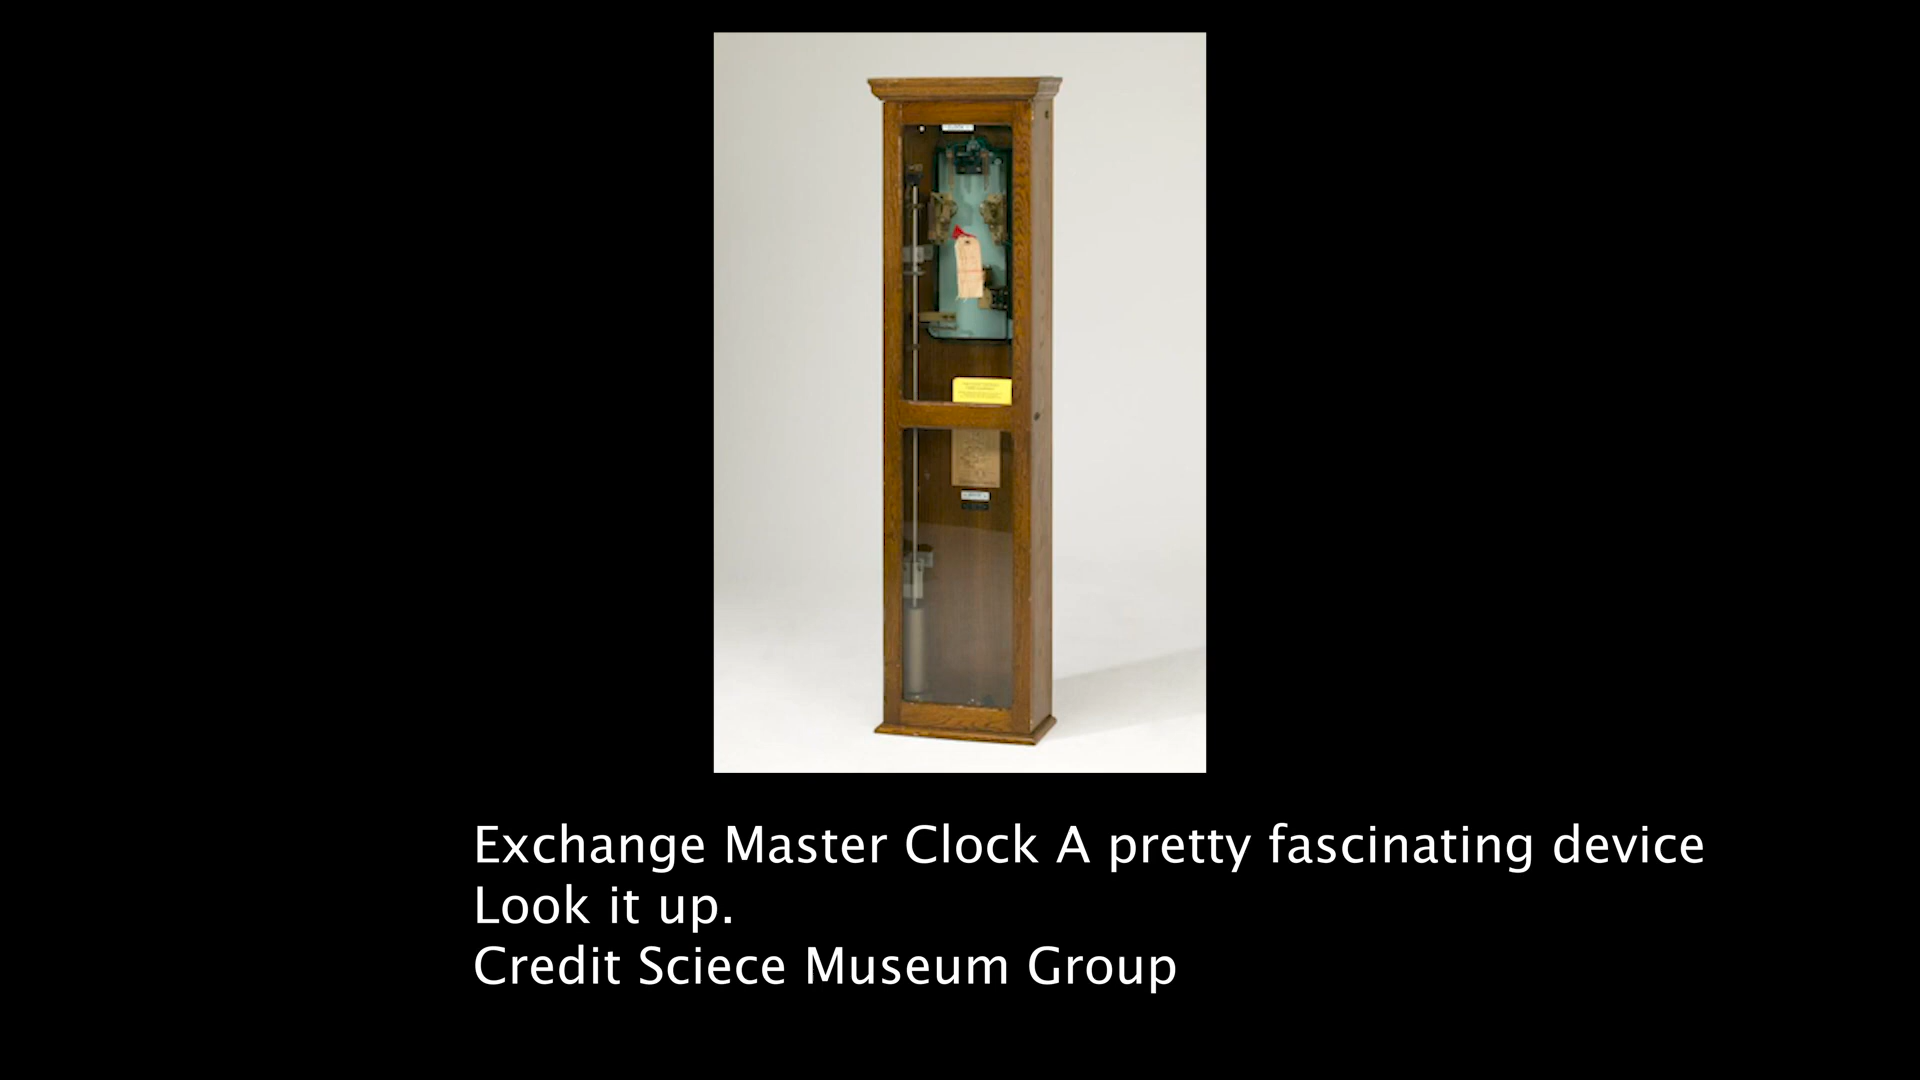 Exchange Master Clock A pretty fascinating device
Look it up.
Credit Sciece Museum Group